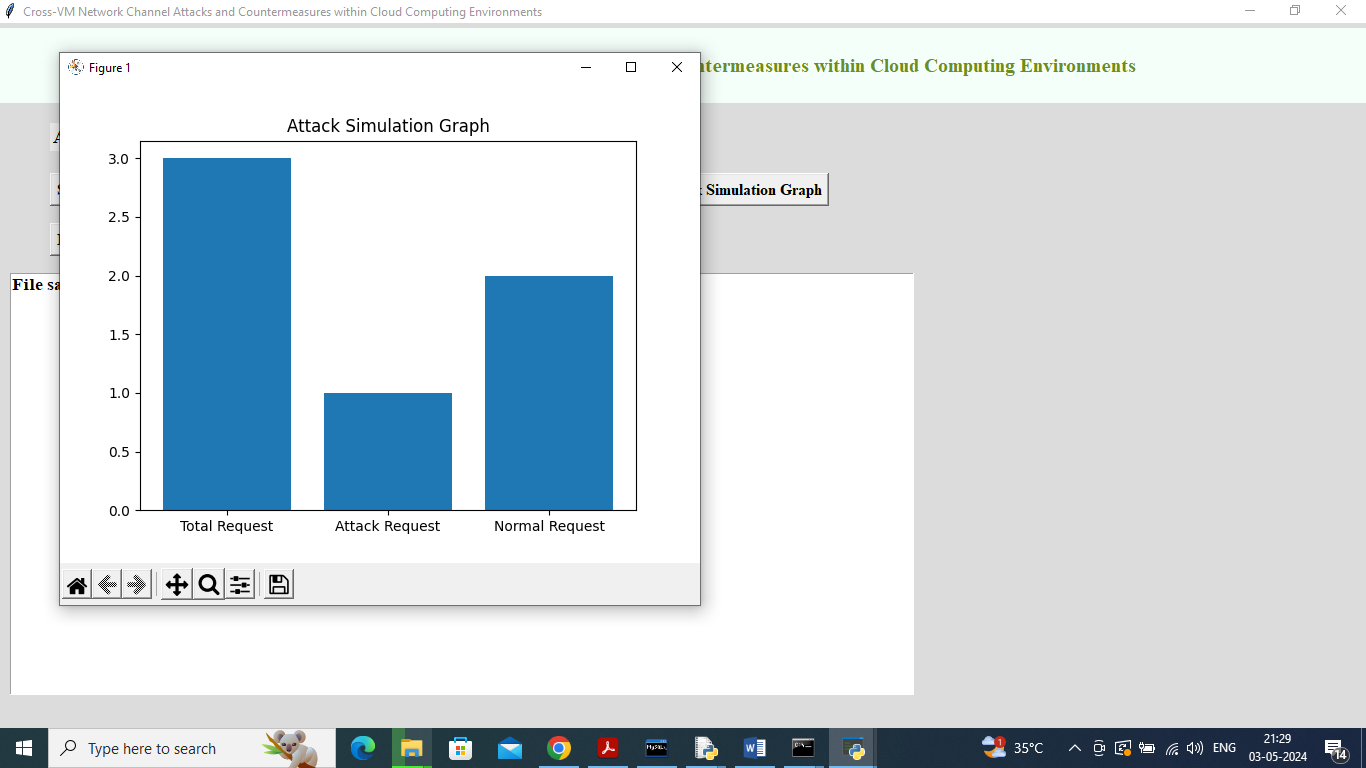 Cross-VM Network Channel Attacks and Countermeasures within Cloud Computing Environments
Figure 1
within Cloud Computing Environments
Attack Simulation Graph
Simulation Graph
File
3.0
2.5
2.0
1.5
1.0
0.5
0.0
Total Request
Attack Request
Normal Request
Type here to search
MySQL
1
35°C
ENG
21:29
03-05-2024
14